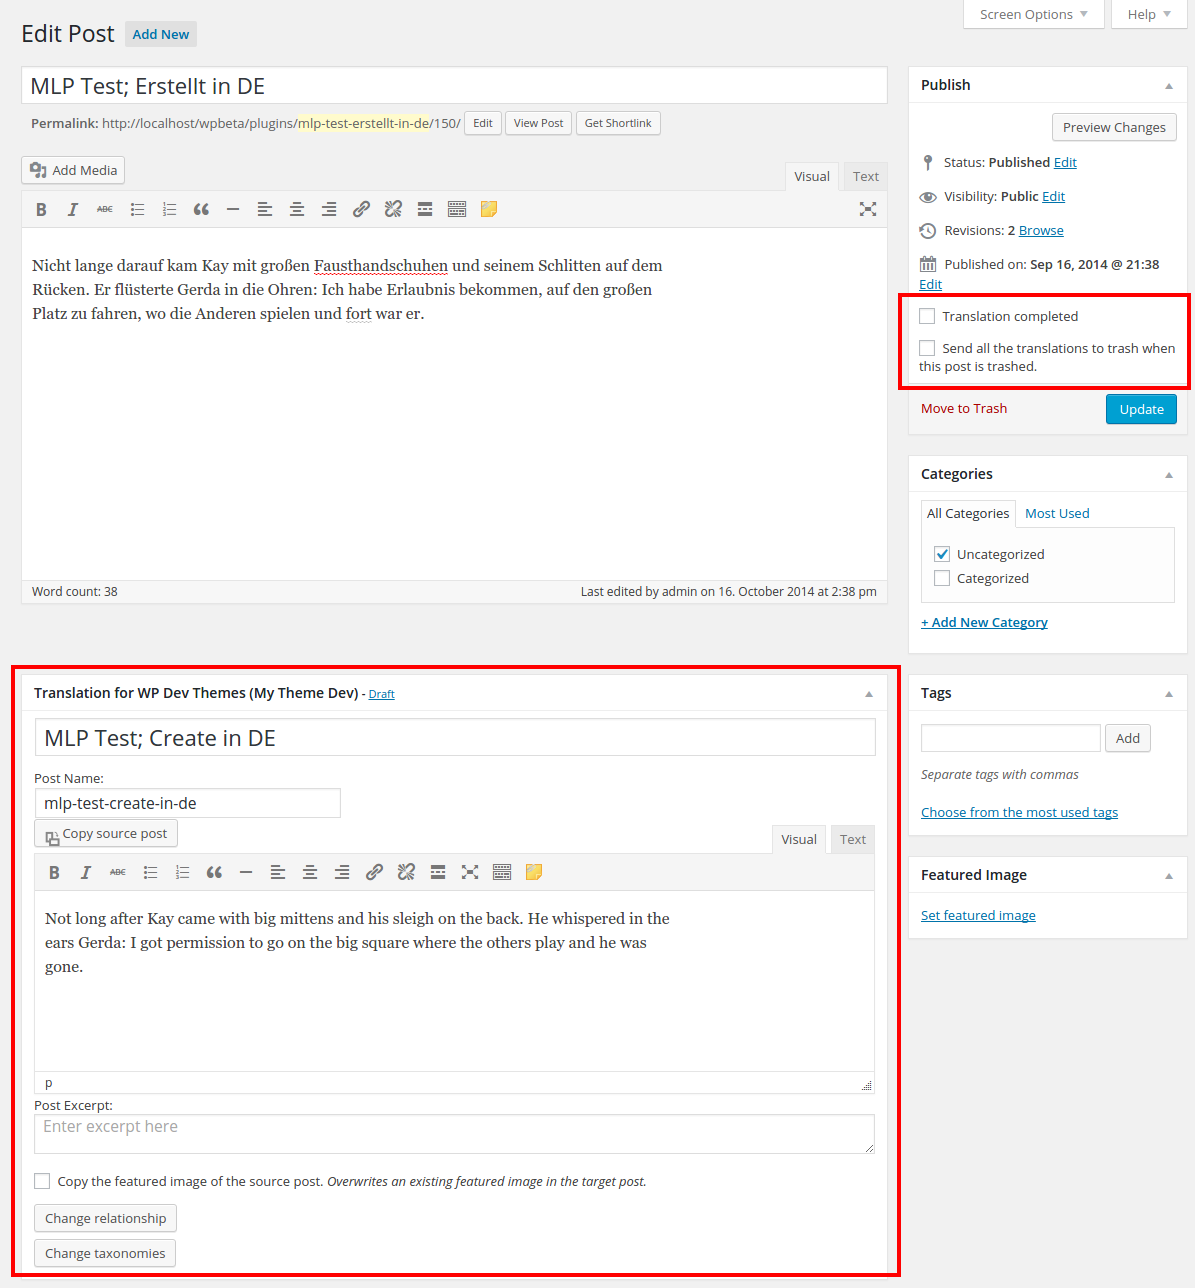 Screen Options
Help
Edit Post
Add New
MLP Test; Erstellt in DE
Permalink: http://localhost/wpbeta/plugins/mlp-test-erstellt-in-de/150/ Edit View Post Get Shortlink
Add Media
Visual Text
B I ABC
Nicht lange darauf kam Kay mit großen Fausthandschuhen und seinem Schlitten auf dem
Rücken. Er flüsterte Gerda in die Ohren: Ich habe Erlaubnis bekommen, auf den großen
Platz zu fahren, wo die Anderen spielen und fort war er.
Word count: 38
Last edited by admin on 16. October 2014 at 2:38 pm
Translation for WP Dev Themes (My Theme Dev) - Draft
MLP Test; Create in DE
Post Name:
mlp-test-create-in-de
Copy source post
Visual Text
B I ABC
Not long after Kay came with big mittens and his sleigh on the back. He whispered in the
ears Gerda: I got permission to go on the big square where the others play and he was
gone.
p
Post Excerpt:
Enter excerpt here
Copy the featured image of the source post. Overwrites an existing featured image in the target post.
Change relationship
Change taxonomies
Publish
Preview Changes
Status: Published Edit
Visibility: Public Edit
Revisions: 2 Browse
Published on: Sep 16, 2014 @ 21:38
Edit
Translation completed
Send all the translations to trash when
this post is trashed.
Move to Trash
Update
Categories
All Categories Most Used
Uncategorized
Categorized
+ Add New Category
Tags
Add
Separate tags with commas
Choose from the most used tags
Featured Image
Set featured image